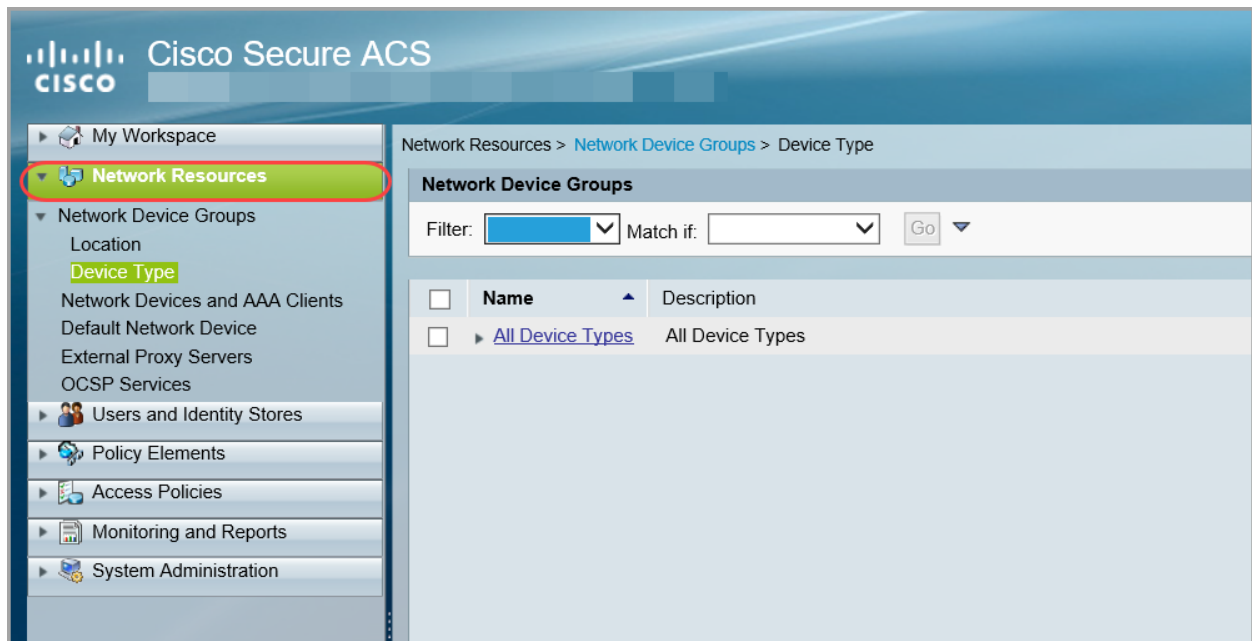 Cisco Secure ACS
CISCO
My Workspace
Network Resources
Network Device Groups
Location
Device Type
Network Devices and AAA Clients
Default Network Device
External Proxy Servers
OCSP Services
Users and Identity Stores
Policy Elements
Access Policies
Monitoring and Reports
System Administration
Network Resources > Network Device Groups > Device Type
Network Device Groups
Filter: Match if: Go
Name Description
All Device Types All Device Types